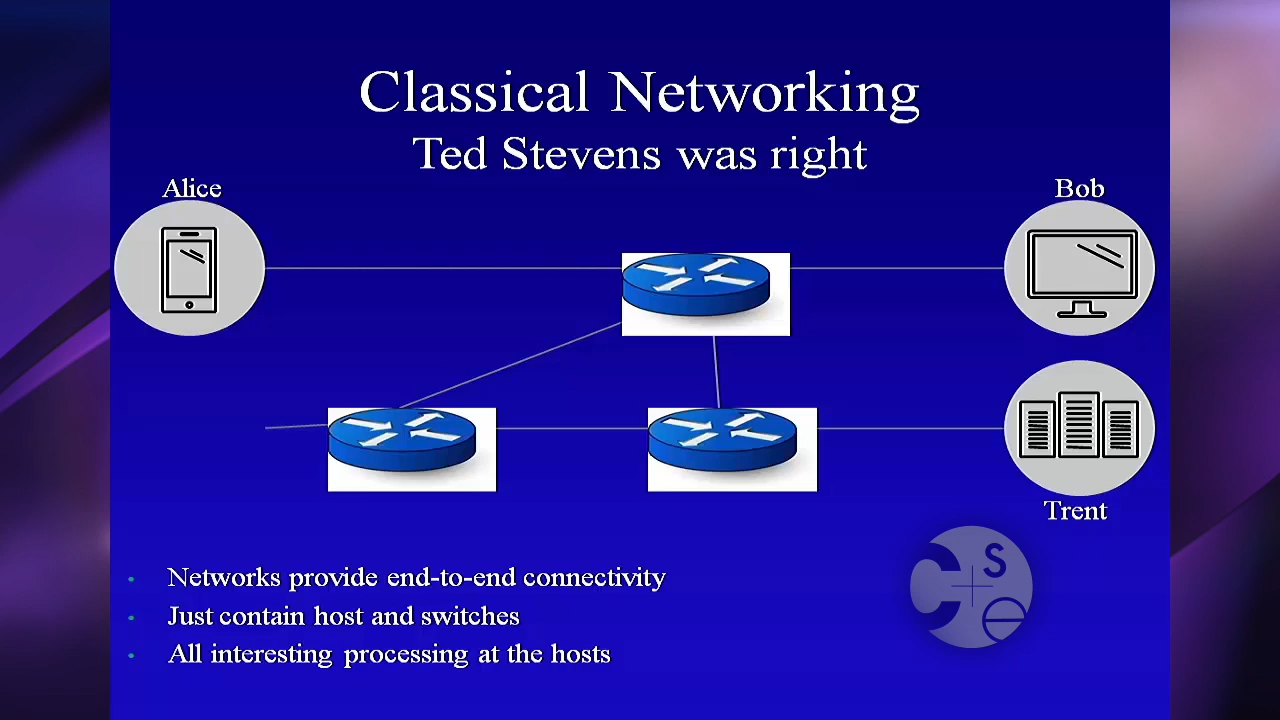 Classical Networking
Ted Stevens was right
Alice
Bob
Trent
• Networks provide end-to-end connectivity
• Just contain host and switches
• All interesting processing at the hosts
C s e